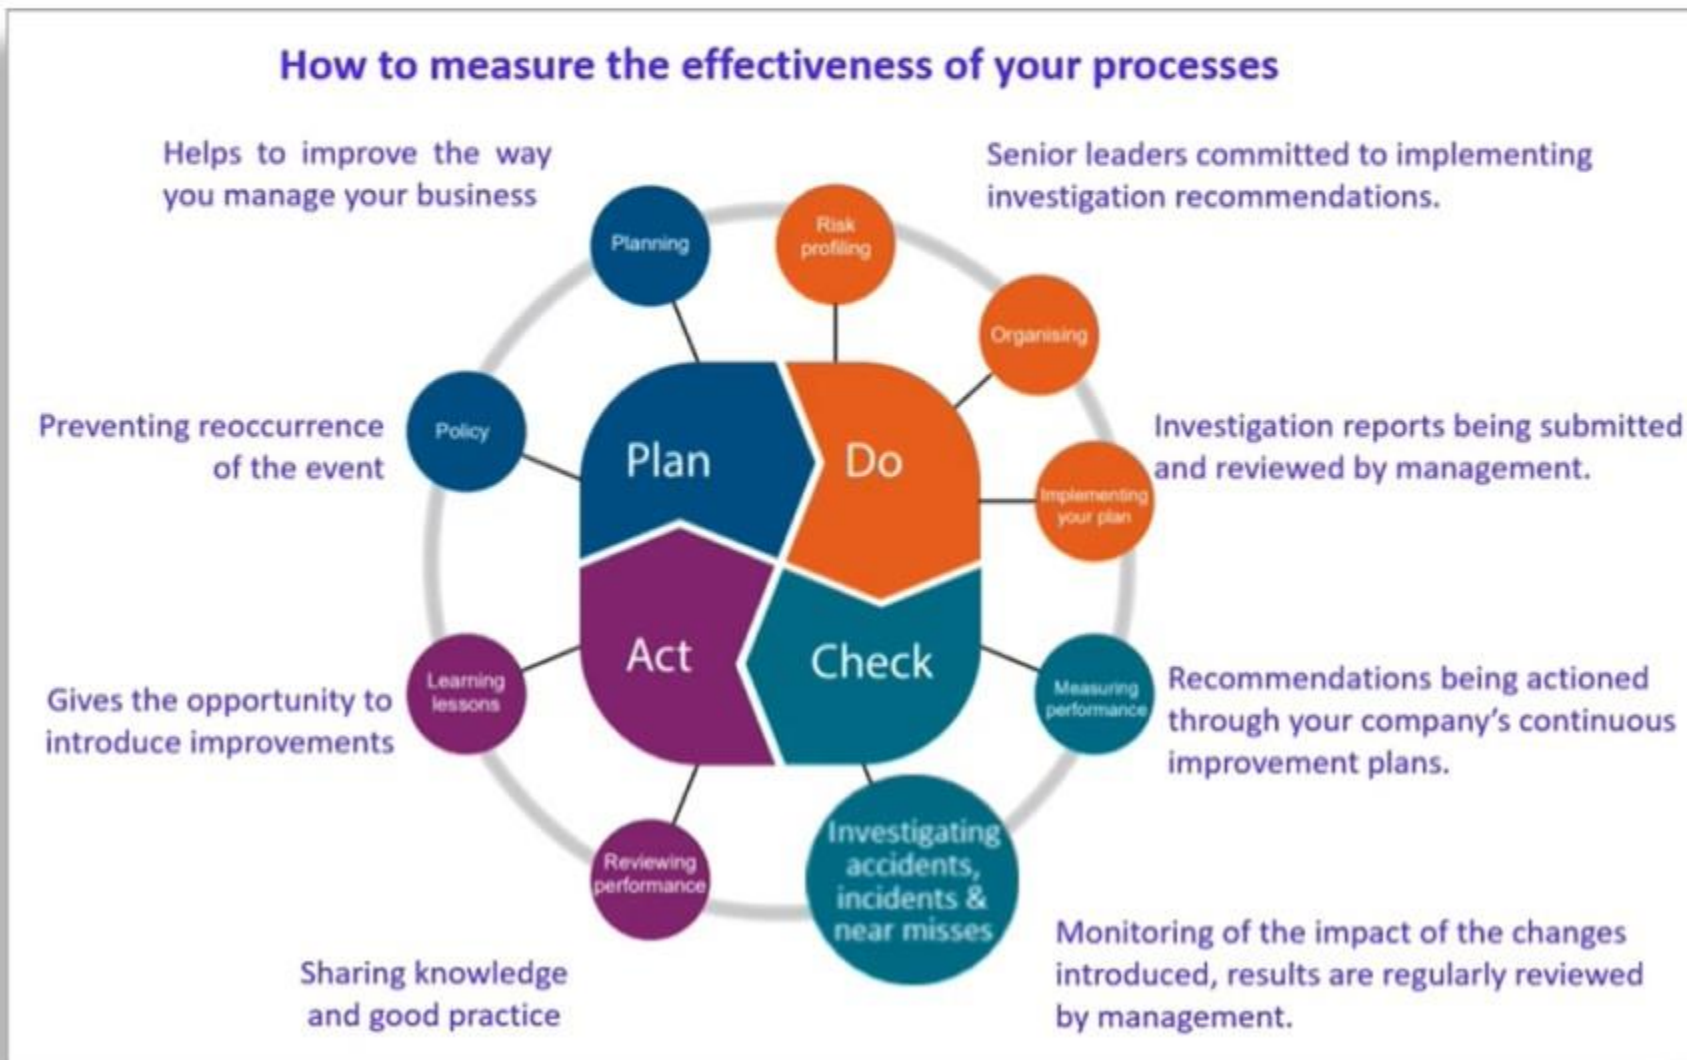 How to measure the effectiveness of your processes
Helps to improve the way
you manage your business
Senior leaders committed to implementing
investigation recommendations.
Planning
Risk
profiling
Organising
Preventing reoccurrence
of the event
Policy
Plan
Do
Implementing
your plan
Investigation reports being submitted
and reviewed by management.
Gives the opportunity to
introduce improvements
Learning
lessons
Act
Check
Measuring
performance
Recommendations being actioned
through your company’s continuous
improvement plans.
Reviewing
performance
Investigating
accidents,
incidents &
near misses
Sharing knowledge
and good practice
Monitoring of the impact of the changes
introduced, results are regularly reviewed
by management.